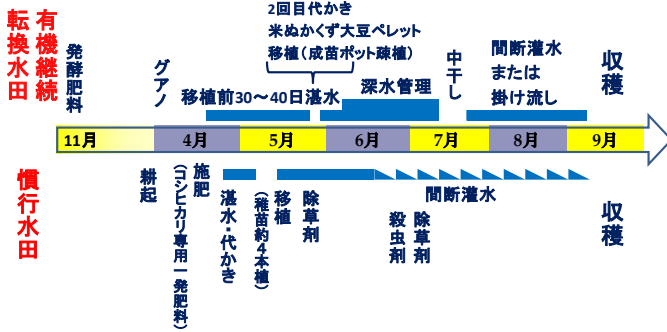 有機継続
転換水田
発酵肥料
グアノ
2回目代かき
米ぬかくず大豆ペレット
移植(成苗ポット疎植)
移植前30～40日湛水
深水管理
中干し
間断灌水
または
掛け流し
収穫
11月
4月
5月
6月
7月
8月
9月
慣行水田
耕起
施肥
(コシヒカリ専用一発肥料)
湛水・代かき
移植
(稚苗約4本植)
除草剤
間断灌水
殺虫剤
除草剤
収穫